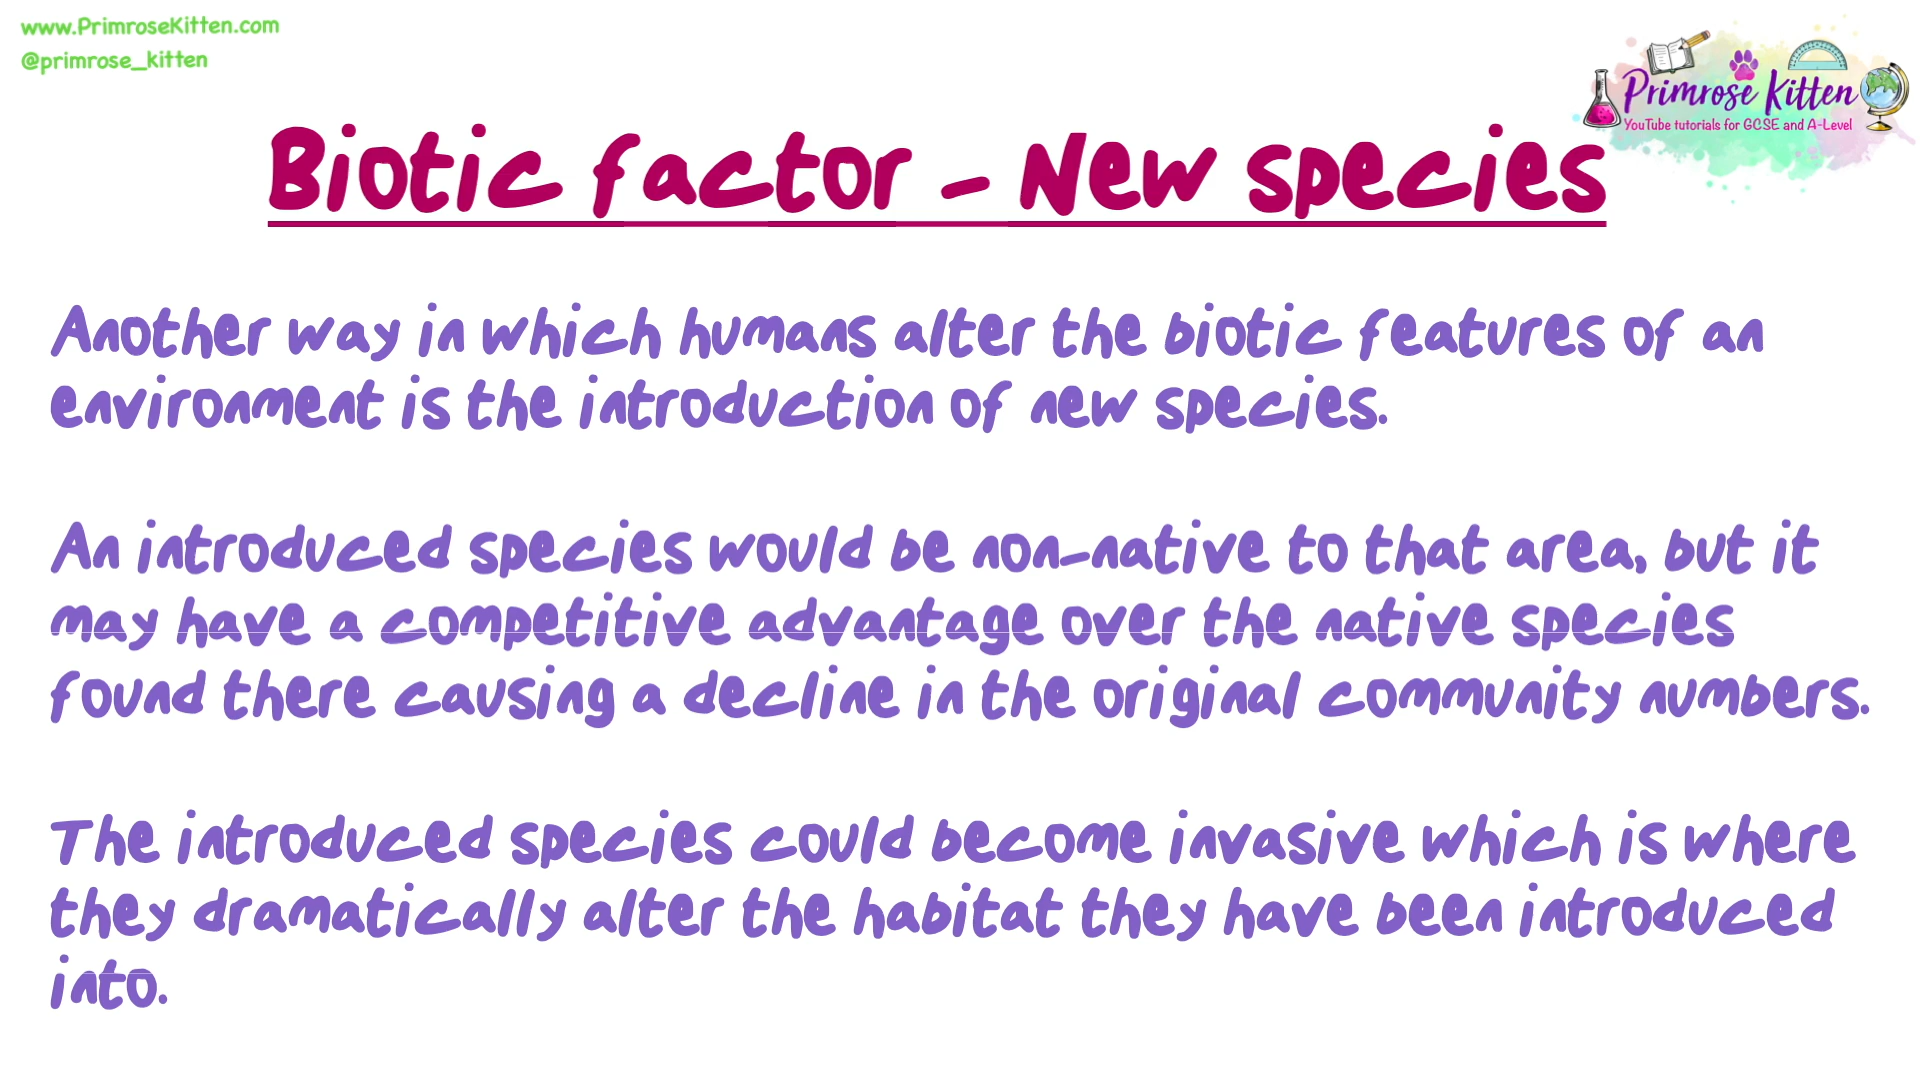 www.PrimroseKitten.com
@primrose_kitten
Primrose Kitten
YouTube tutorials for GCSE and A-Level
Biotic factor - New species
Another way in which humans alter the biotic features of an
environment is the introduction of new species.
An introduced species would be non-native to that area, but it
may have a competitive advantage over the native species
found there causing a decline in the original community numbers.
The introduced species could become invasive which is where
they dramatically alter the habitat they have been introduced
into.